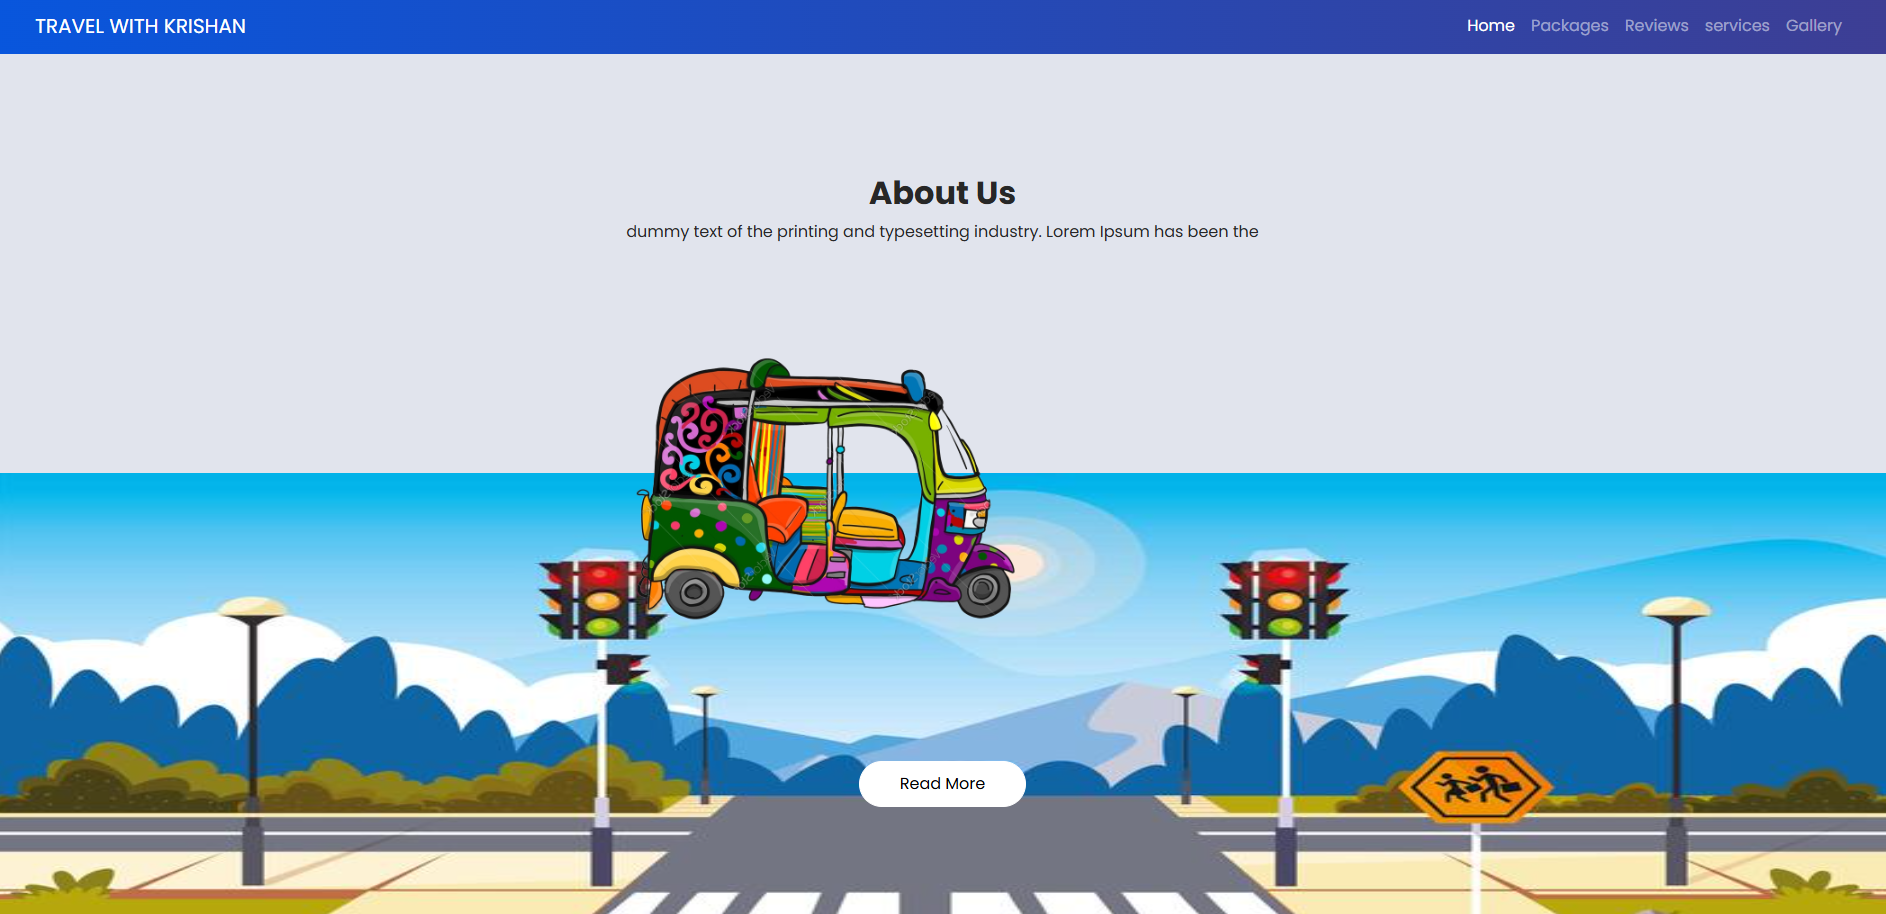 TRAVEL WITH KRISHAN
Home Packages Reviews services Gallery
About Us
dummy text of the printing and typesetting industry. Lorem Ipsum has been the
Read More